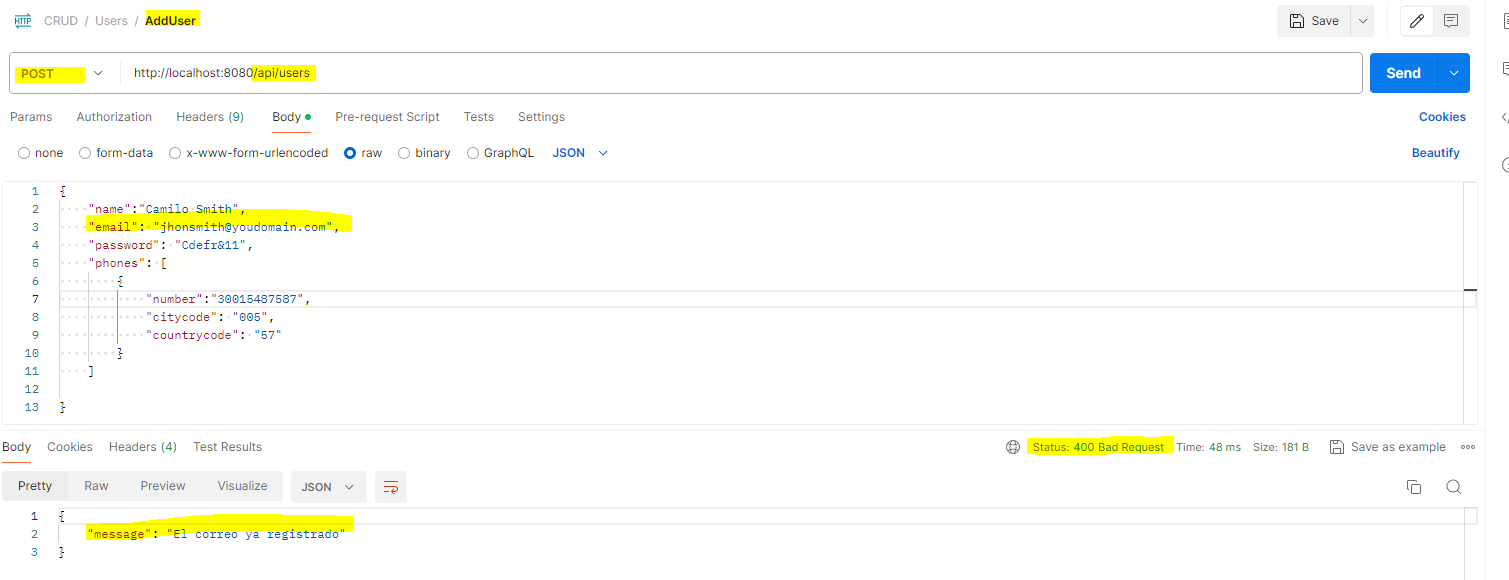 HTTP CRUD / Users / AddUser Save
POST http://localhost:8080/api/users Send
Params Authorization Headers (9) Body Pre-request Script Tests Settings Cookies
none form-data x-www-form-urlencoded raw binary GraphQL JSON Beautify
1 {
2 "name":"Camilo Smith",
3 "email": "jhonsmith@youdomain.com",
4 "password": "Cdefr&11",
5 "phones": [
6 {
7 "number":"30015487587",
8 "citycode": "005",
9 "countrycode": "57"
10 }
11 ]
12
13 }
Body Cookies Headers (4) Test Results Status: 400 Bad Request Time: 48 ms Size: 181 B Save as example
Pretty Raw Preview Visualize JSON
1 {
2 "message": "El correo ya registrado"
3 }